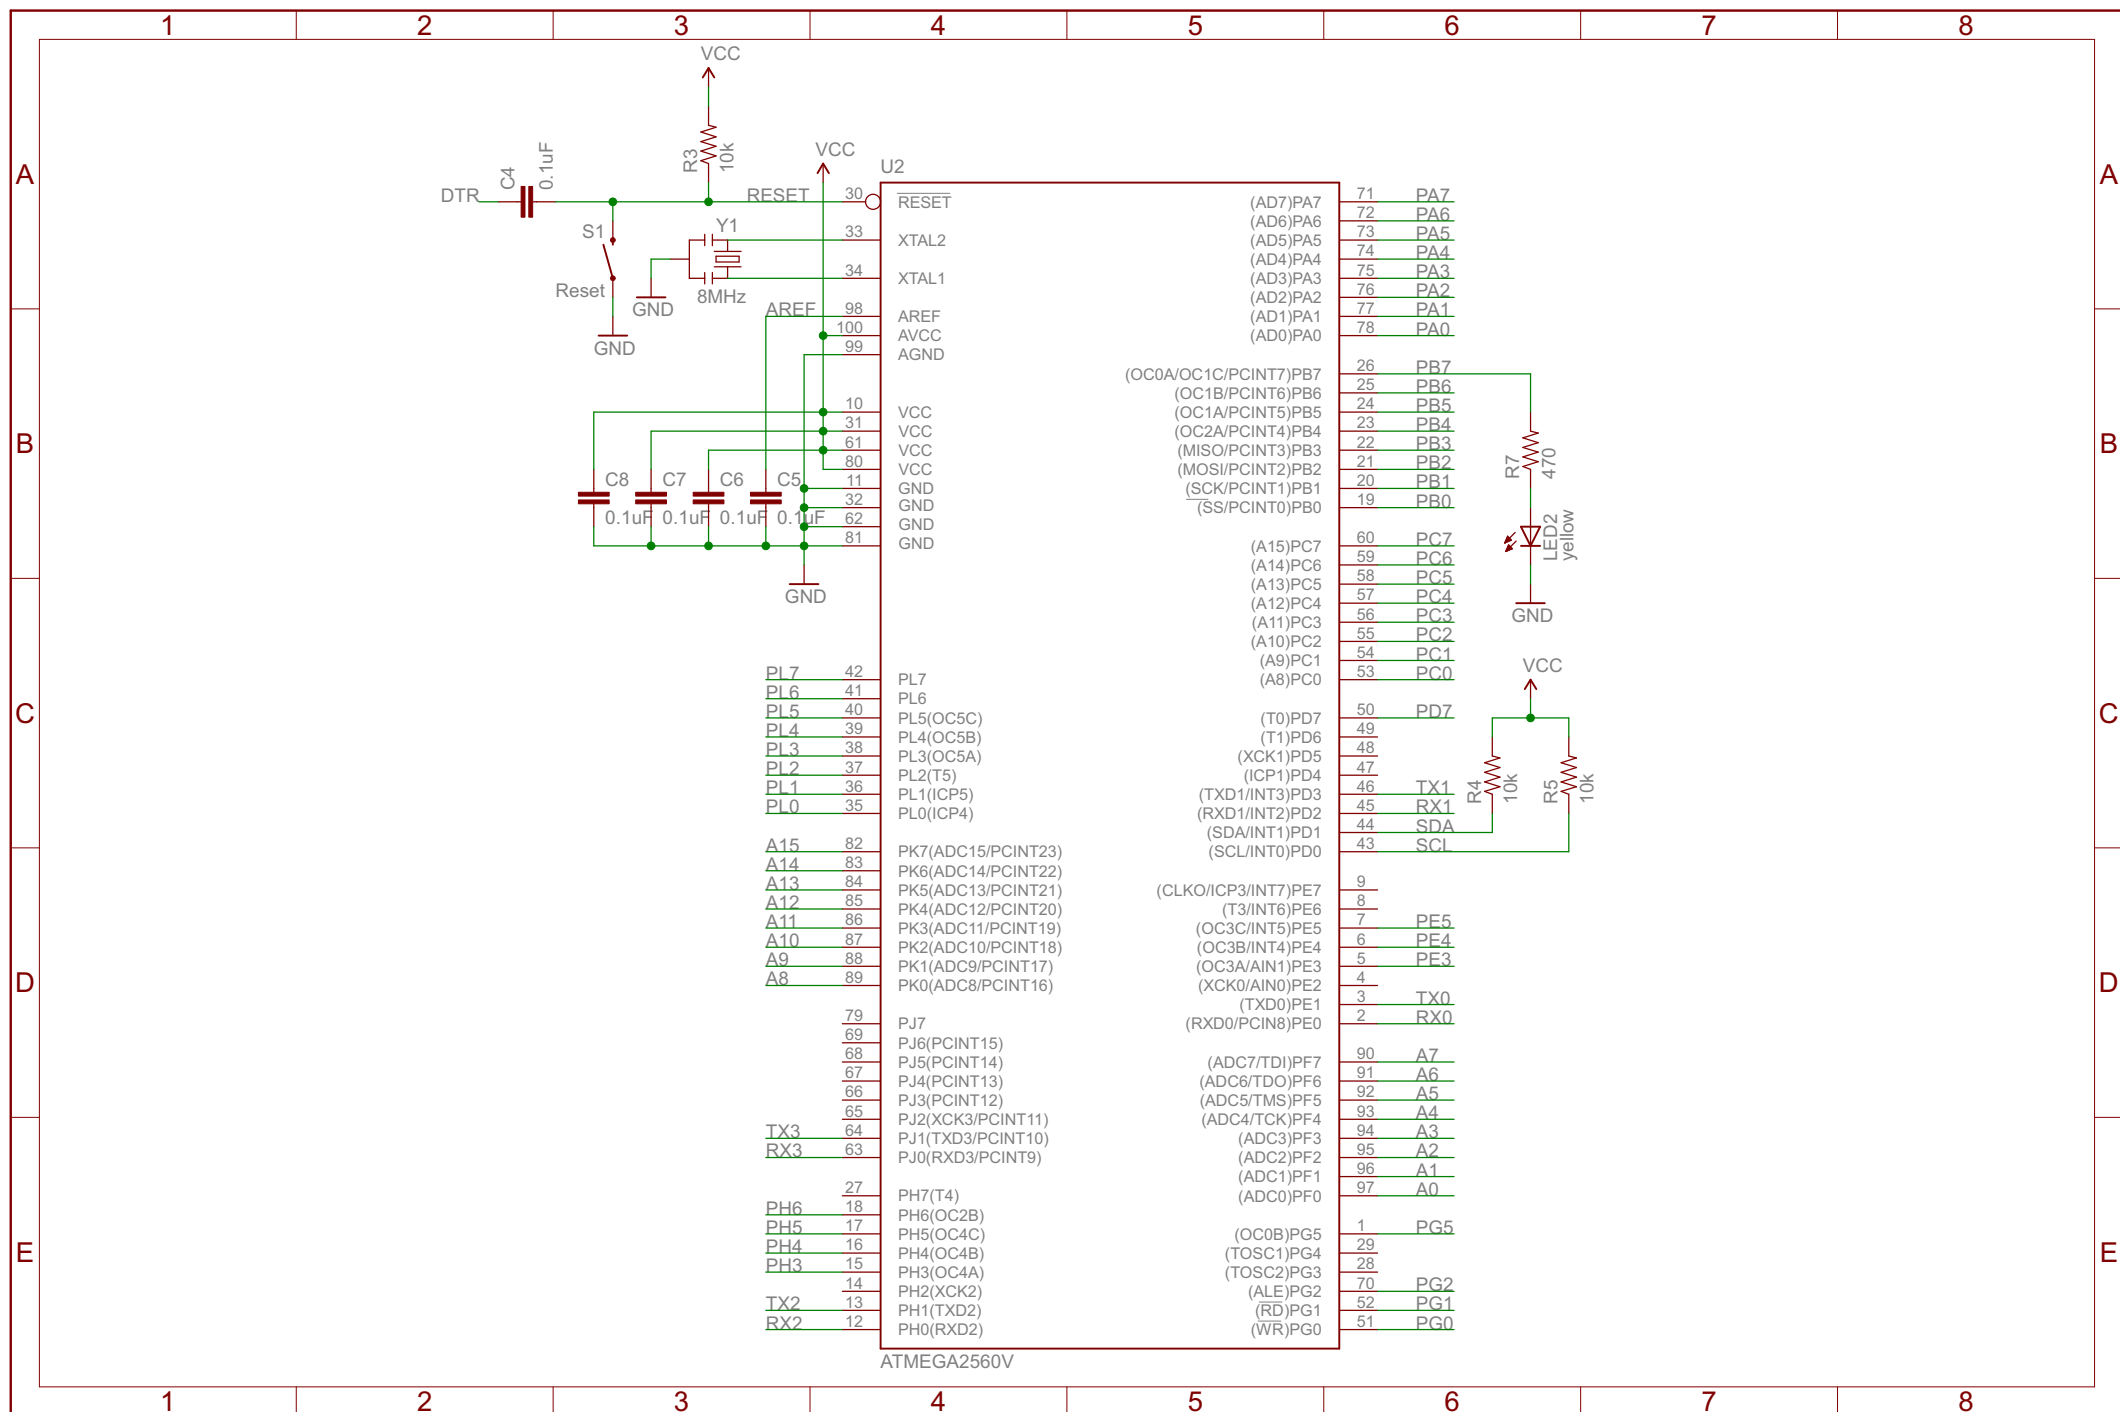 1 2 3 4 5 6 7 8
A
B
C
D
E
A
B
C
D
E
VCC
R3
10k
DTR
C4
0.1uF
RESET
S1
Reset
GND
Y1
8MHz
GND
VCC
AREF
C8
0.1uF
C7
0.1uF
C6
0.1uF
C5
0.1uF
GND
U2
30 RESET
33 XTAL2
34 XTAL1
98 AREF
100 AVCC
99 AGND
10 VCC
31 VCC
61 VCC
80 VCC
11 GND
32 GND
62 GND
81 GND
PL7 42 PL7
PL6 41 PL6
PL5 40 PL5(OC5C)
PL4 39 PL4(OC5B)
PL3 38 PL3(OC5A)
PL2 37 PL2(T5)
PL1 36 PL1(ICP5)
PL0 35 PL0(ICP4)
A15 82 PK7(ADC15/PCINT23)
A14 83 PK6(ADC14/PCINT22)
A13 84 PK5(ADC13/PCINT21)
A12 85 PK4(ADC12/PCINT20)
A11 86 PK3(ADC11/PCINT19)
A10 87 PK2(ADC10/PCINT18)
A9 88 PK1(ADC9/PCINT17)
A8 89 PK0(ADC8/PCINT16)
79 PJ7
69 PJ6(PCINT15)
68 PJ5(PCINT14)
67 PJ4(PCINT13)
66 PJ3(PCINT12)
65 PJ2(XCK3/PCINT11)
TX3 64 PJ1(TXD3/PCINT10)
RX3 63 PJ0(RXD3/PCINT9)
27 PH7(T4)
PH6 18 PH6(OC2B)
PH5 17 PH5(OC4C)
PH4 16 PH4(OC4B)
PH3 15 PH3(OC4A)
14 PH2(XCK2)
TX2 13 PH1(TXD2)
RX2 12 PH0(RXD2)
(AD7)PA7 71 PA7
(AD6)PA6 72 PA6
(AD5)PA5 73 PA5
(AD4)PA4 74 PA4
(AD3)PA3 75 PA3
(AD2)PA2 76 PA2
(AD1)PA1 77 PA1
(AD0)PA0 78 PA0
(OC0A/OC1C/PCINT7)PB7 26 PB7
(OC1B/PCINT6)PB6 25 PB6
(OC1A/PCINT5)PB5 24 PB5
(OC2A/PCINT4)PB4 23 PB4
(MISO/PCINT3)PB3 22 PB3
(MOSI/PCINT2)PB2 21 PB2
(SCK/PCINT1)PB1 20 PB1
(SS/PCINT0)PB0 19 PB0
(A15)PC7 60 PC7
(A14)PC6 59 PC6
(A13)PC5 58 PC5
(A12)PC4 57 PC4
(A11)PC3 56 PC3
(A10)PC2 55 PC2
(A9)PC1 54 PC1
(A8)PC0 53 PC0
(T0)PD7 50 PD7
(T1)PD6 49
(XCK1)PD5 48
(ICP1)PD4 47
(TXD1/INT3)PD3 46 TX1
(RXD1/INT2)PD2 45 RX1
(SDA/INT1)PD1 44 SDA
(SCL/INT0)PD0 43 SCL
(CLKO/ICP3/INT7)PE7 9
(T3/INT6)PE6 8
(OC3C/INT5)PE5 7 PE5
(OC3B/INT4)PE4 6 PE4
(OC3A/AIN1)PE3 5 PE3
(XCK0/AIN0)PE2 4
(TXD0)PE1 3 TX0
(RXD0/PCIN8)PE0 2 RX0
(ADC7/TDI)PF7 90 A7
(ADC6/TDO)PF6 91 A6
(ADC5/TMS)PF5 92 A5
(ADC4/TCK)PF4 93 A4
(ADC3)PF3 94 A3
(ADC2)PF2 95 A2
(ADC1)PF1 96 A1
(ADC0)PF0 97 A0
(OC0B)PG5 1 PG5
(TOSC1)PG4 29
(TOSC2)PG3 28
(ALE)PG2 70 PG2
(RD)PG1 52 PG1
(WR)PG0 51 PG0
ATMEGA2560V
R7
470
LED2
yellow
GND
VCC
R4
10k
R5
10k
1 2 3 4 5 6 7 8